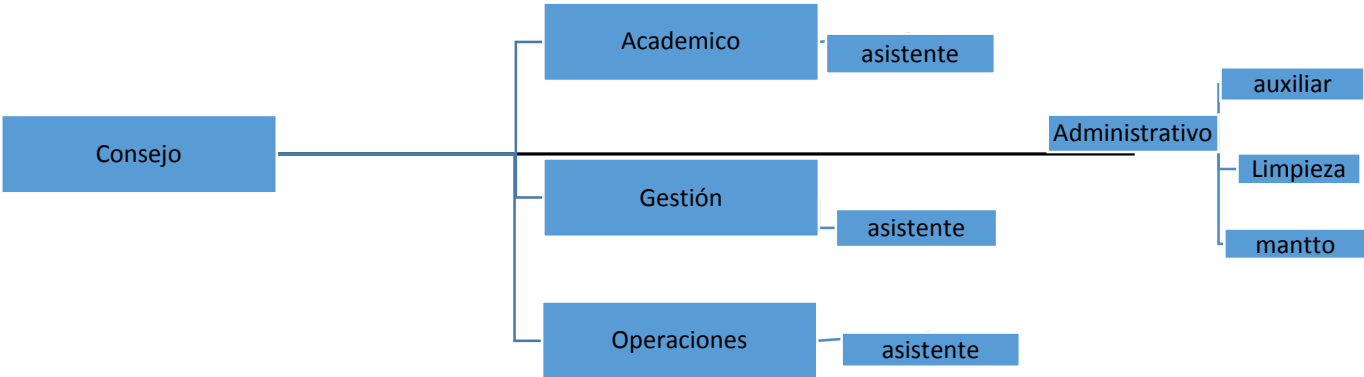 Academico
asistente
auxiliar
Administrativo
Consejo
Limpieza
Gestión
asistente
mantto
Operaciones
asistente